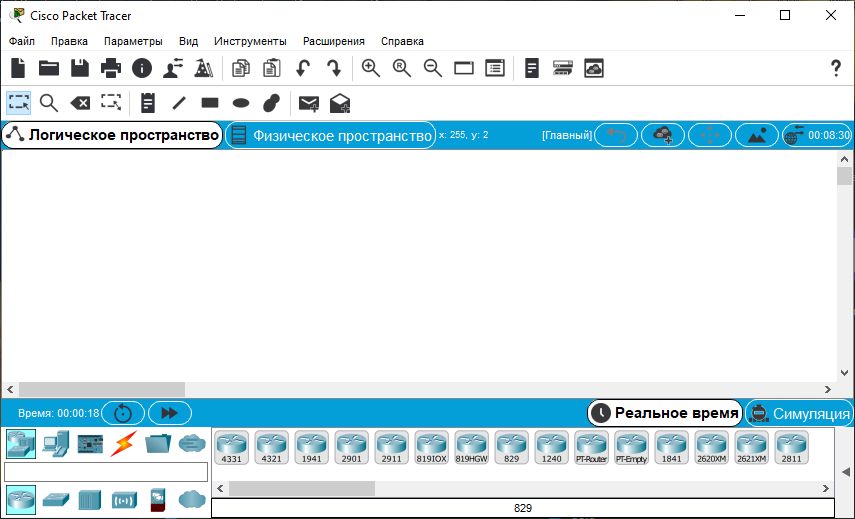 Cisco Packet Tracer
Файл Правка Параметры Вид Инструменты Расширения Справка
Логическое пространство Физическое пространство x: 255, y: 2 [Главный] 00:08:30
Время: 00:00:18 Реальное время Симуляция
4331 4321 1941 2901 2911 819IOX 819HGW 829 1240 PT-Router PT-Empty 1841 2620XM 2621XM 2811
829